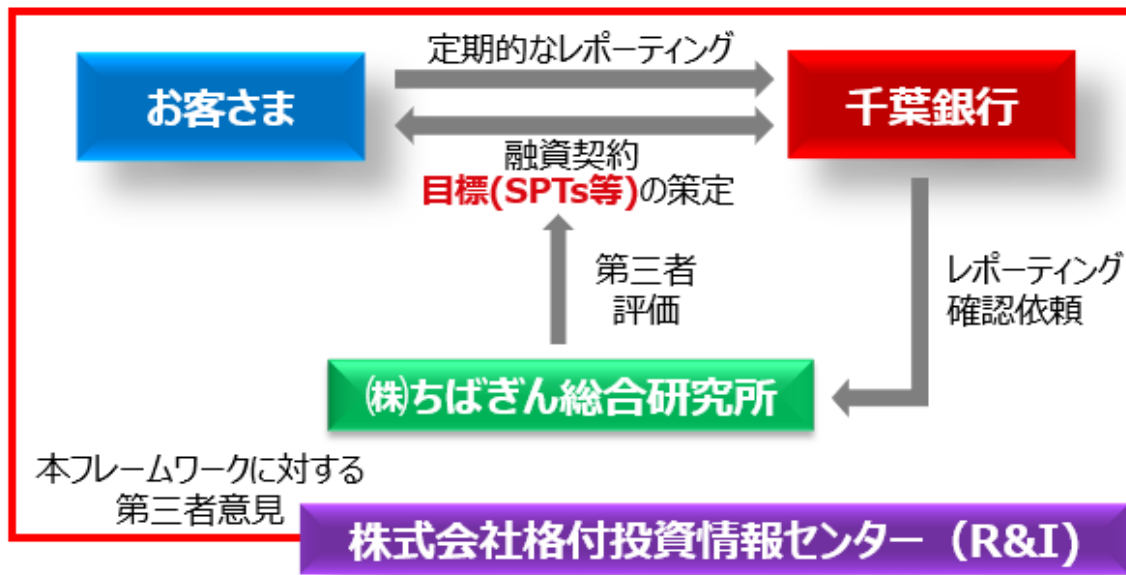 定期的なレポーティング
お客さま
千葉銀行
融資契約
目標(SPTs等)の策定
第三者
評価
レポーティング
確認依頼
㈱ちばぎん総合研究所
本フレームワークに対する
第三者意見
株式会社格付投資情報センター（R&I）